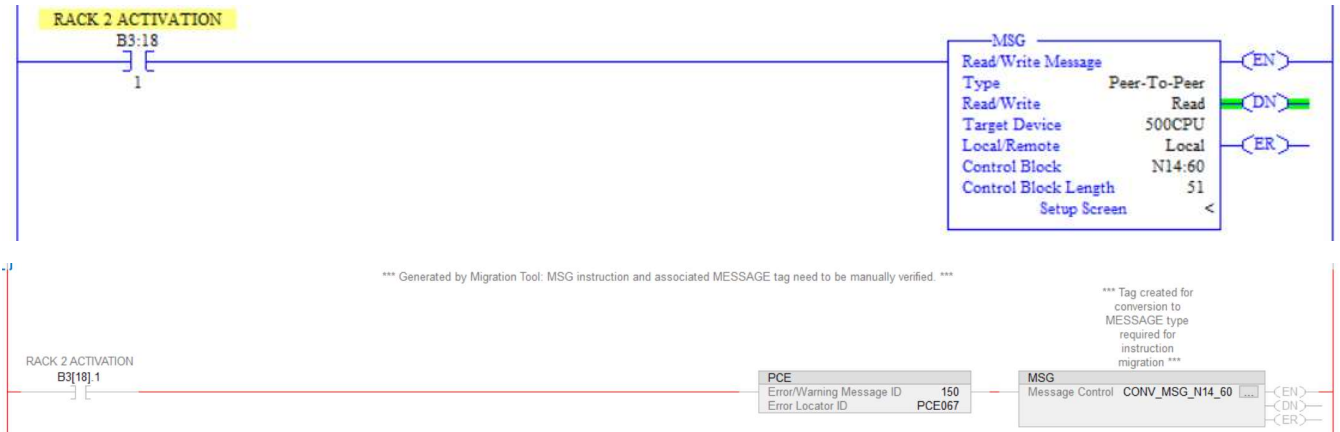 RACK 2 ACTIVATION
B3:18
1
MSG
Read/Write Message
Type Peer-To-Peer
Read/Write Read
Target Device 500CPU
Local/Remote Local
Control Block N14:60
Control Block Length 51
Setup Screen <
EN
DN
ER
*** Generated by Migration Tool: MSG instruction and associated MESSAGE tag need to be manually verified. ***
*** Tag created for
conversion to
MESSAGE type
required for
instruction
migration ***
RACK 2 ACTIVATION
B3[18].1
PCE
Error/Warning Message ID 150
Error Locator ID PCE067
MSG
Message Control CONV_MSG_N14_60 ...
EN
DN
ER